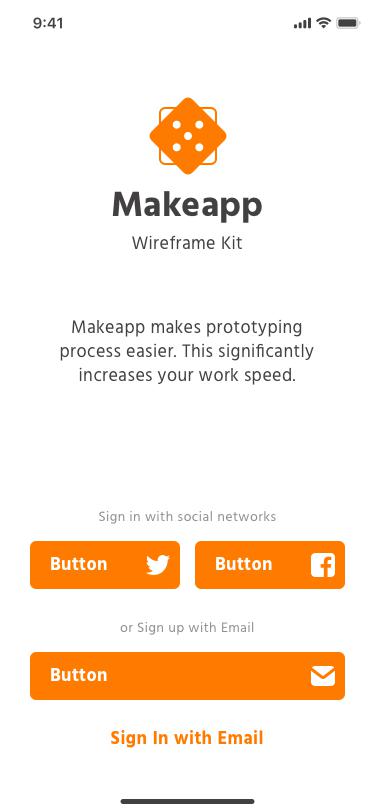 9:41
Makeapp
Wireframe Kit
Makeapp makes prototyping
process easier. This significantly
increases your work speed.
Sign in with social networks
Button
Button
or Sign up with Email
Button
Sign In with Email